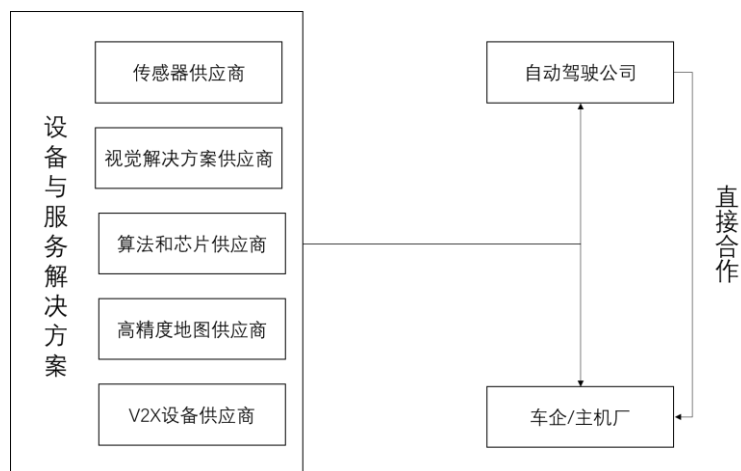 设备与服务解决方案
传感器供应商
视觉解决方案供应商
算法和芯片供应商
高精度地图供应商
V2X设备供应商
自动驾驶公司
直接合作
车企/主机厂